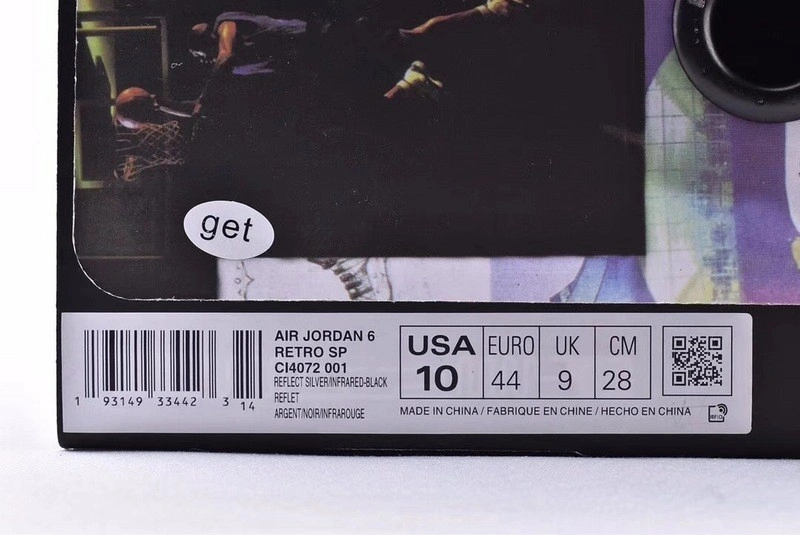 get
AIR JORDAN 6
RETRO SP
CI4072 001
REFLECT SILVER/INFRARED-BLACK
REFLET
ARGENT/NOIR/INFRAROUGE
1 93149 33442 3 14
USA EURO UK CM
10 44 9 28
MADE IN CHINA / FABRIQUE EN CHINE / HECHO EN CHINA
RFID